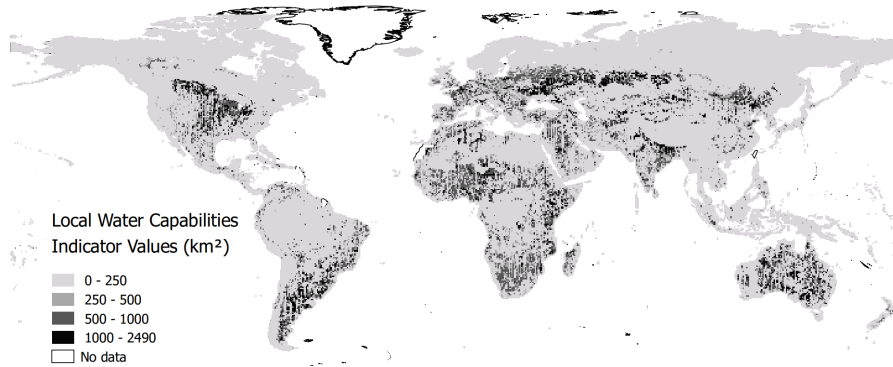 Local Water Capabilities
Indicator Values (km²)
0 - 250
250 - 500
500 - 1000
1000 - 2490
No data